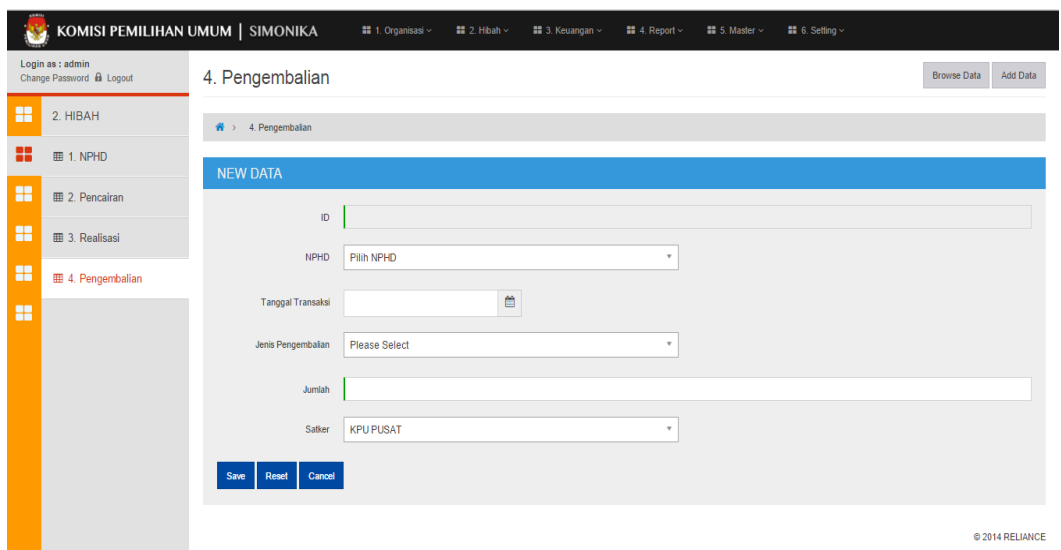 KOMISI PEMILIHAN UMUM | SIMONIKA
1. Organisasi
2. Hibah
3. Keuangan
4. Report
5. Master
6. Setting
Login as : admin
Change Password Logout
4. Pengembalian
Browse Data
Add Data
2. HIBAH
1. NPHD
2. Pencairan
3. Realisasi
4. Pengembalian
> 4. Pengembalian
NEW DATA
ID
NPHD Pilih NPHD
Tanggal Transaksi
Jenis Pengembalian Please Select
Jumlah
Satker KPU PUSAT
Save Reset Cancel
© 2014 RELIANCE